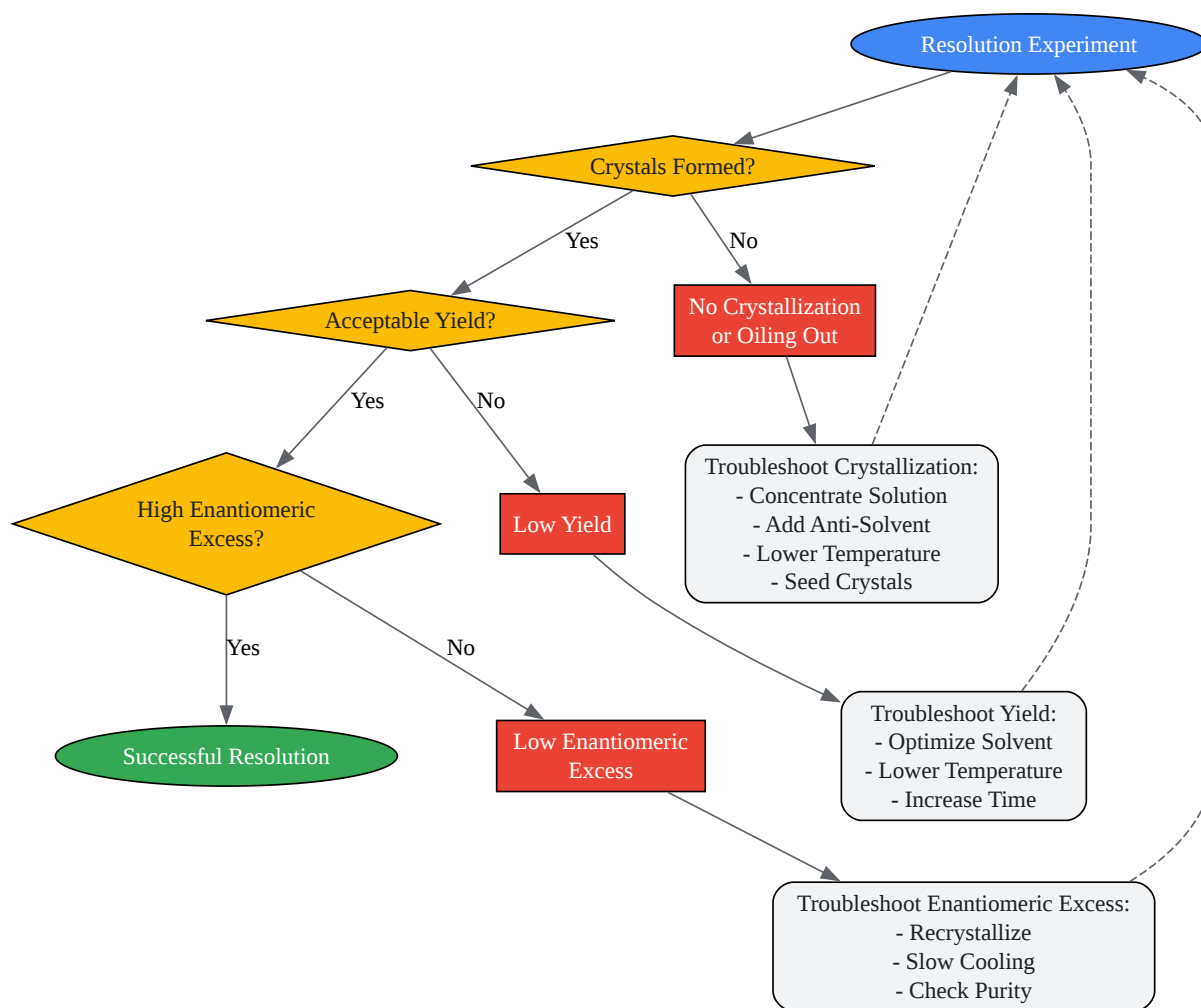 Resolution Experiment
Crystals Formed?
Yes
No
Acceptable Yield?
No Crystallization
or Oiling Out
Yes
No
Troubleshoot Crystallization:
- Concentrate Solution
- Add Anti-Solvent
- Lower Temperature
- Seed Crystals
High Enantiomeric
Excess?
Low Yield
Yes
No
Troubleshoot Yield:
- Optimize Solvent
- Lower Temperature
- Increase Time
Successful Resolution
Low Enantiomeric
Excess
Troubleshoot Enantiomeric Excess:
- Recrystallize
- Slow Cooling
- Check Purity